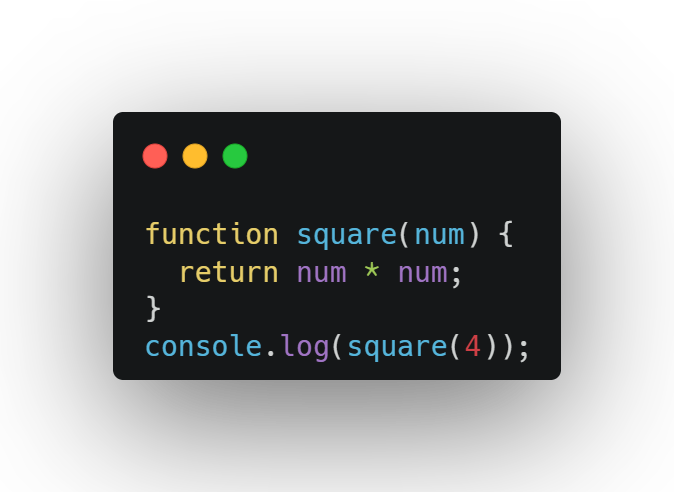 function square(num) {
  return num * num;
}
console.log(square(4));